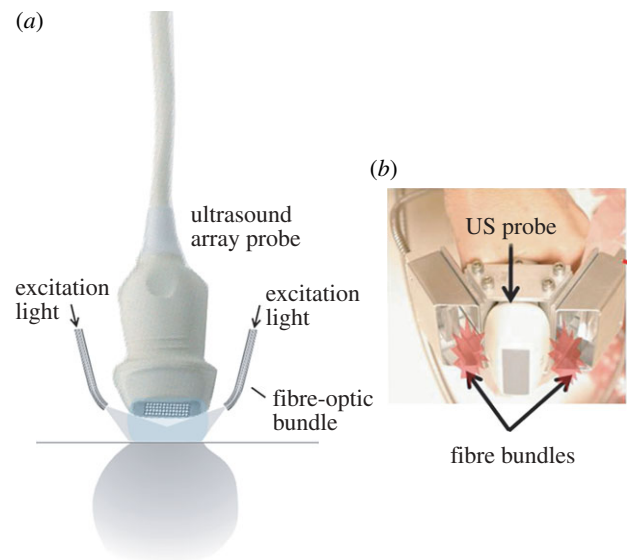 (a)
ultrasound
array probe
excitation
light
excitation
light
fibre-optic
bundle
(b)
US probe
fibre bundles